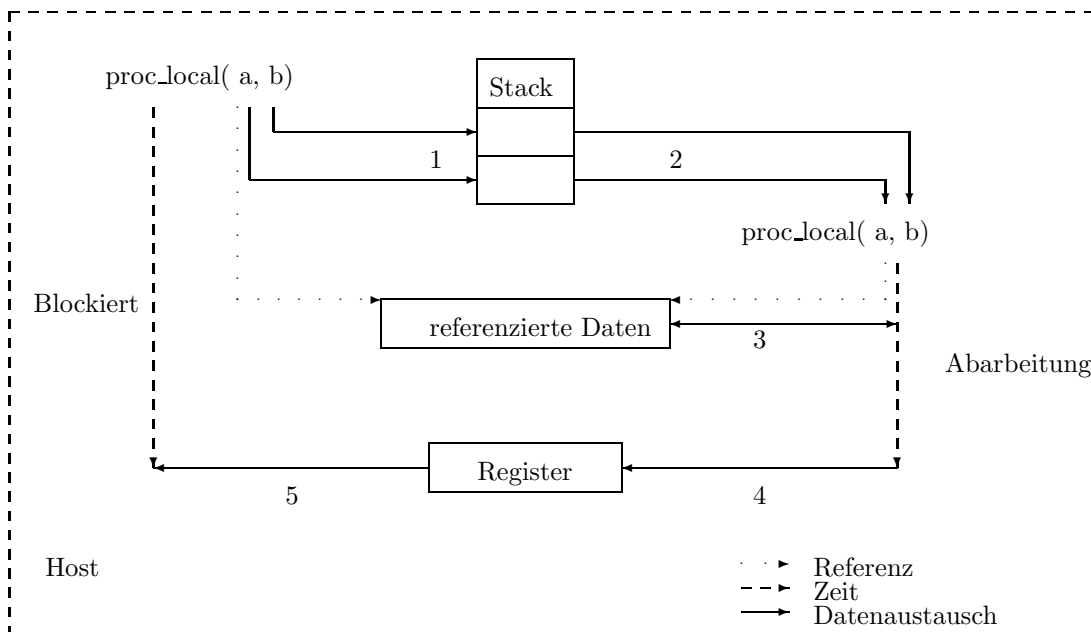 proc_local( a, b)
Stack
1
2
proc_local( a, b)
Blockiert
referenzierte Daten
3
Abarbeitung
Register
5
4
Host
Referenz
Zeit
Datenaustausch